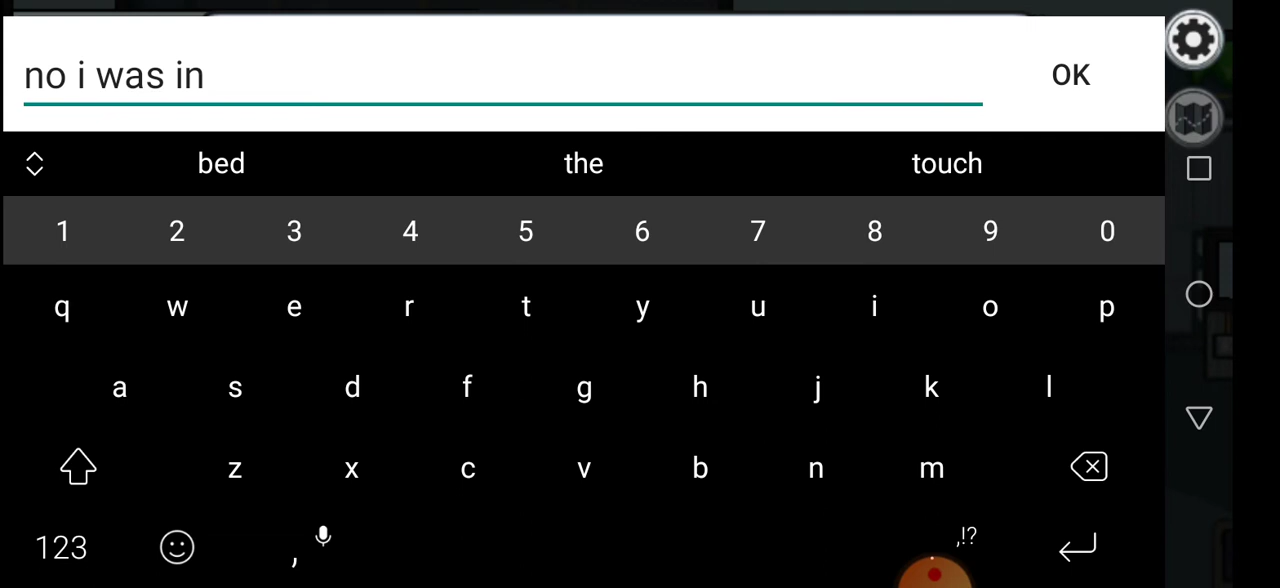 no i was in
OK
bed the touch
1 2 3 4 5 6 7 8 9 0
q w e r t y u i o p
a s d f g h j k l
z x c v b n m
123 , ,!?